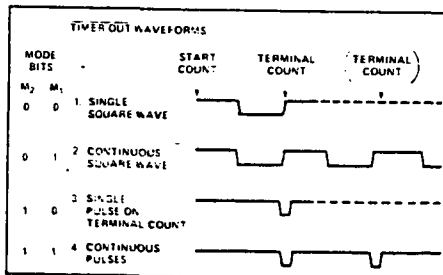 TIMER OUT WAVEFORMS
MODE BITS
START COUNT
TERMINAL COUNT
(TERMINAL COUNT)
M2 M1
0 0 1. SINGLE SQUARE WAVE
0 1 2. CONTINUOUS SQUARE WAVE
1 0 3. SINGLE PULSE ON TERMINAL COUNT
1 1 4. CONTINUOUS PULSES